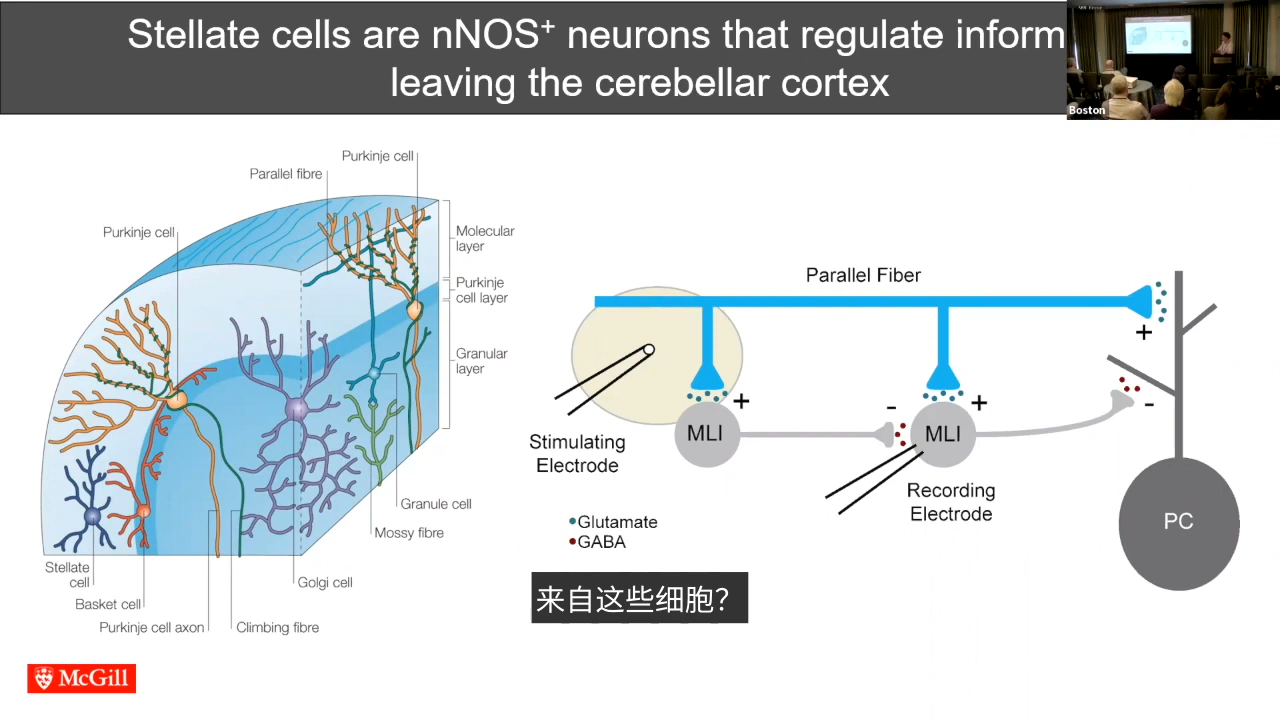 Stellate cells are nNOS⁺ neurons that regulate inform
leaving the cerebellar cortex
Boston
Purkinje cell
Parallel fibre
Purkinje cell
Molecular
layer
Purkinje
cell layer
Granular
layer
Granule cell
Mossy fibre
Stellate
cell
Golgi cell
Basket cell
Purkinje cell axon
Climbing fibre
Parallel Fiber
+
+
-
+
-
MLI
MLI
Stimulating
Electrode
Recording
Electrode
PC
Glutamate
GABA
来自这些细胞？
McGill